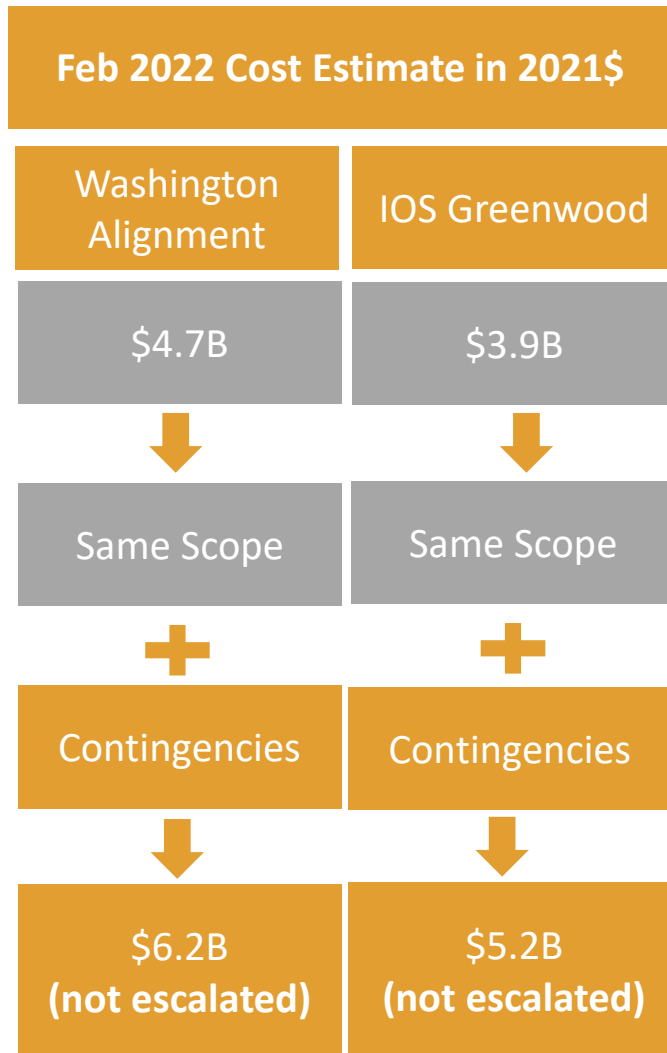 Feb 2022 Cost Estimate in 2021$
Washington
Alignment
$4.7B
Same Scope
Contingencies
$6.2B
(not escalated)
IOS Greenwood
$3.9B
Same Scope
Contingencies
$5.2B
(not escalated)